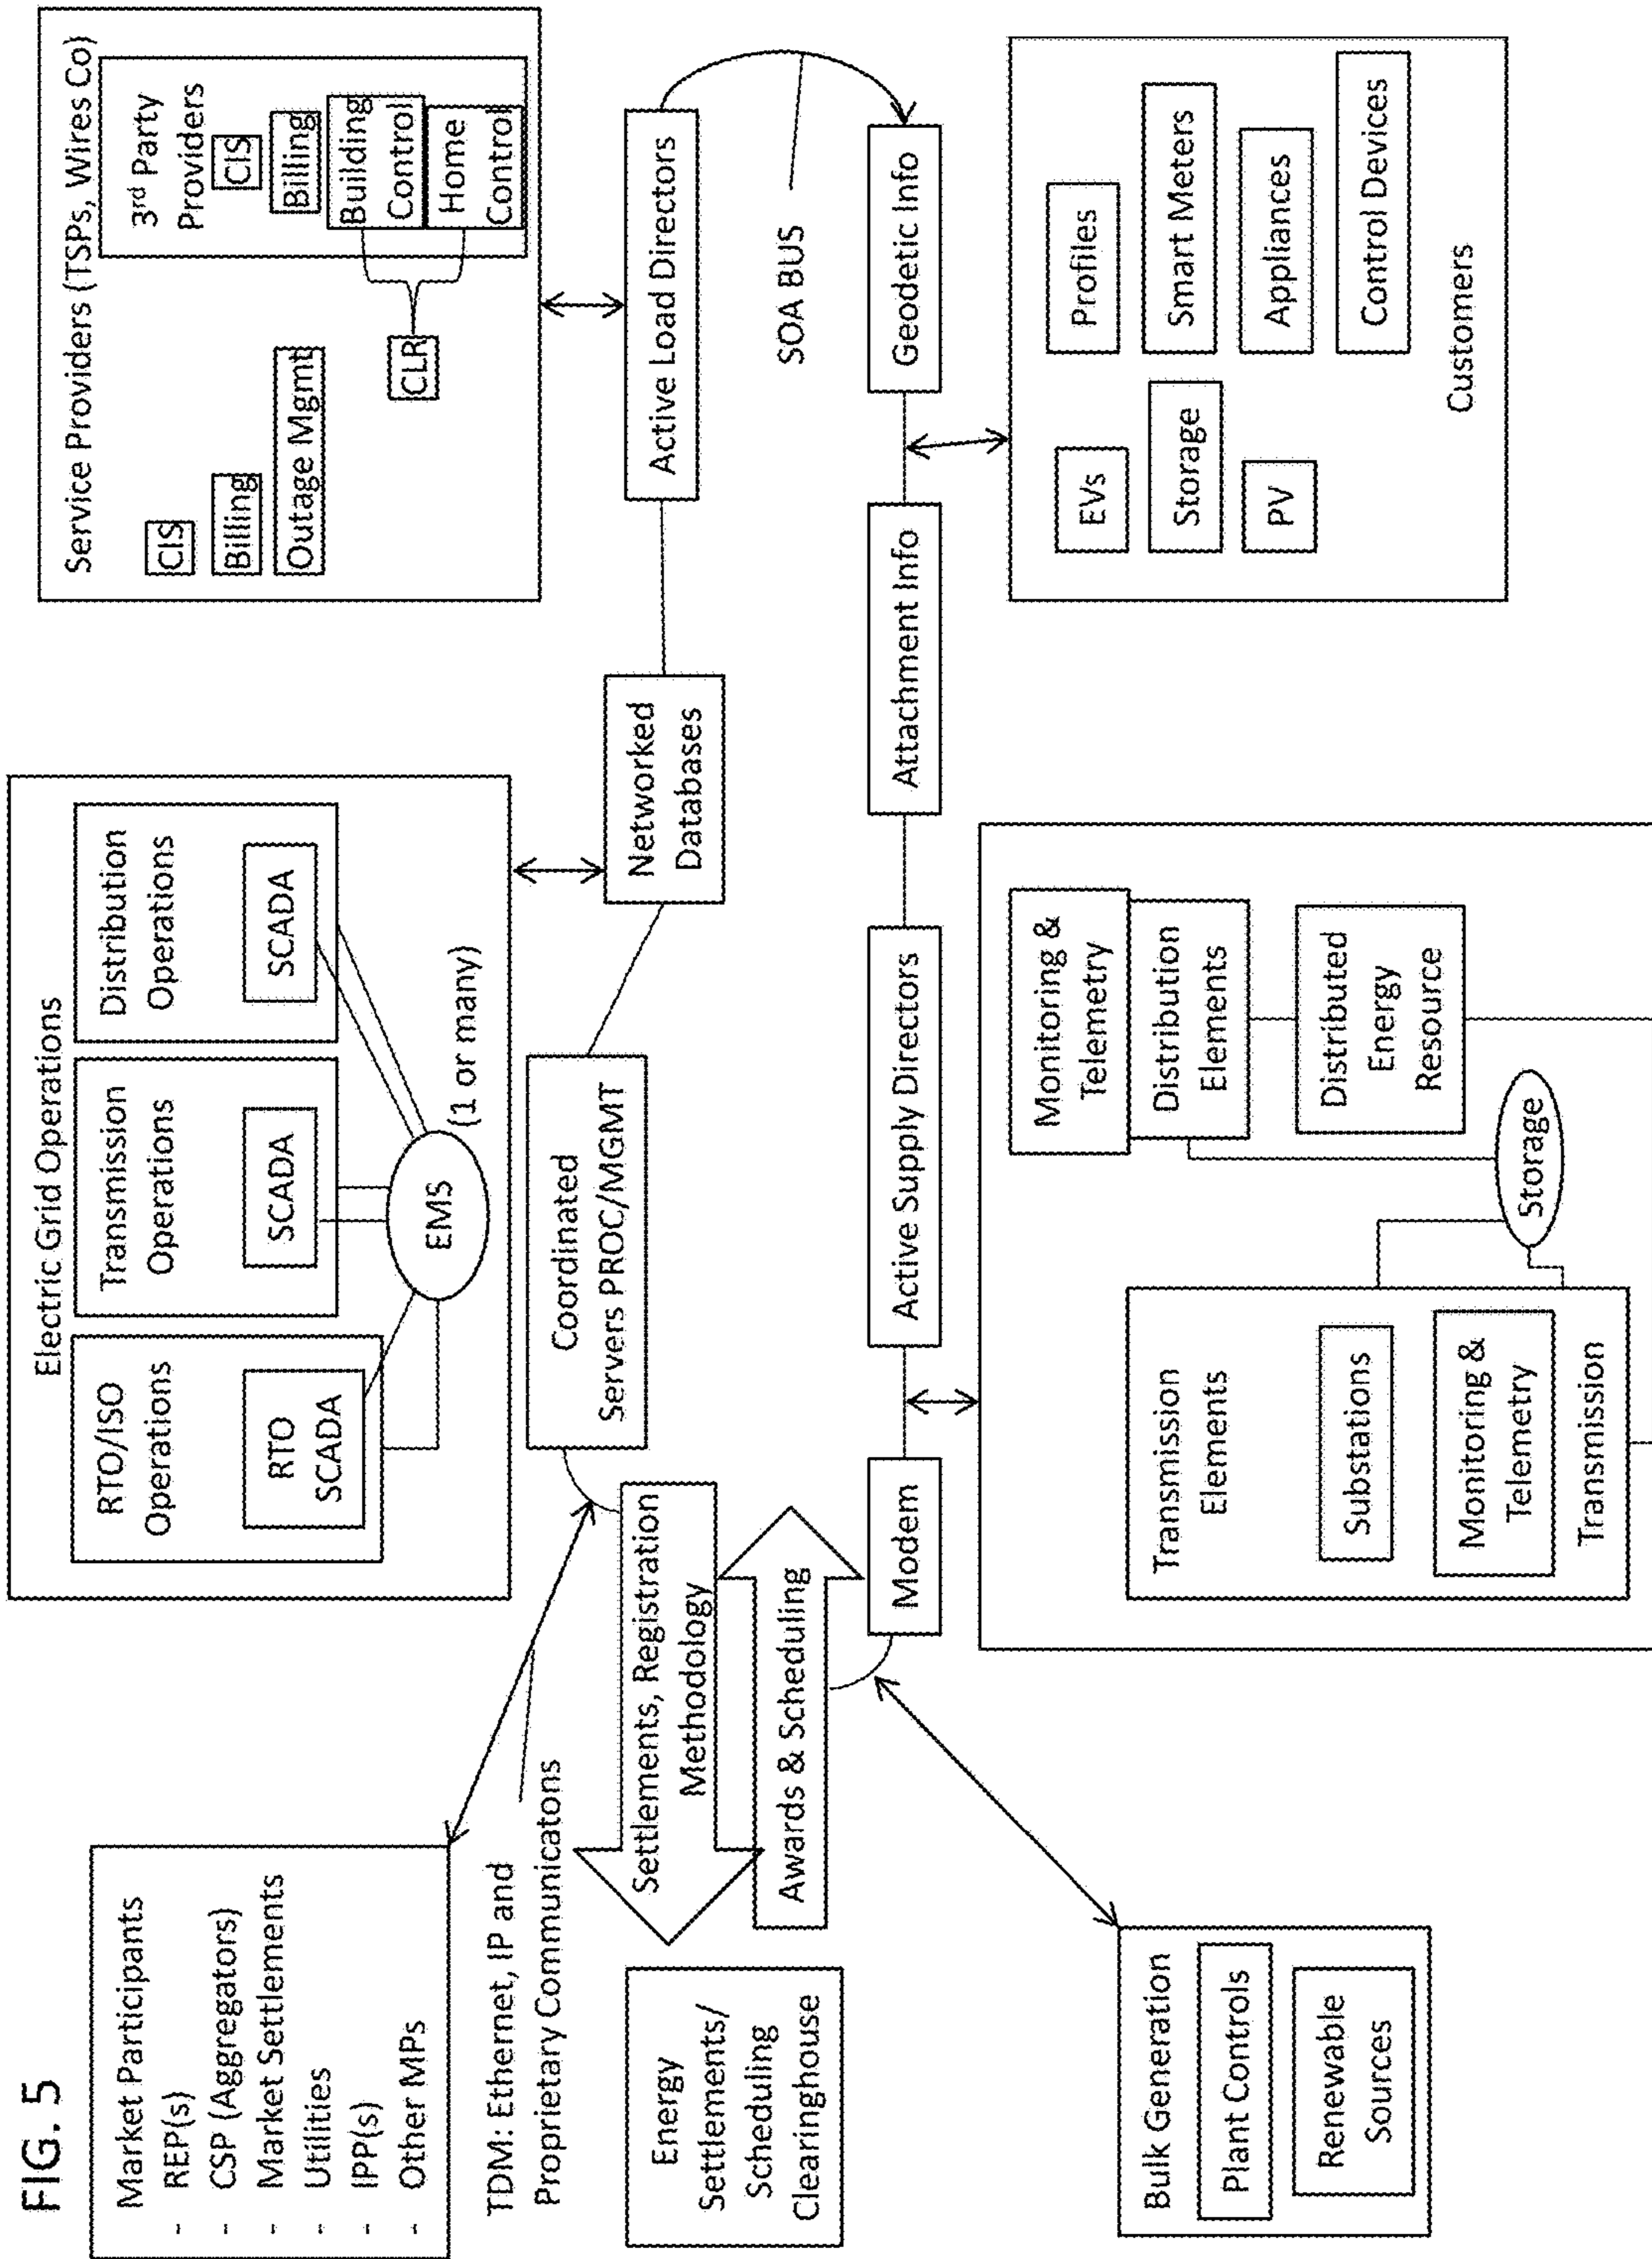 FIG. 5
Market Participants
- REP(s)
- CSP (Aggregators)
- Market Settlements
- Utilities
- IPP(s)
- Other MPs
TDM: Ethernet, IP and
Proprietary Communicatons
Energy
Settlements/
Scheduling
Clearinghouse
Settlements, Registration
Methodology
Awards & Scheduling
Bulk Generation
Plant Controls
Renewable
Sources
Electric Grid Operations
RTO/ISO
Operations
RTO
SCADA
Transmission
Operations
SCADA
Distribution
Operations
SCADA
EMS
(1 or many)
Coordinated
Servers PROC/MGMT
Networked
Databases
Active Load Directors
Service Providers (TSPs, Wires Co)
CIS
Billing
Outage Mgmt
CLR
3rd Party
Providers
CIS
Billing
Building
Control
Home
Control
SOA BUS
Modem
Active Supply Directors
Attachment Info
Geodetic Info
Transmission
Elements
Substations
Monitoring &
Telemetry
Transmission
Storage
Monitoring &
Telemetry
Distribution
Elements
Distributed
Energy
Resource
EVs
Storage
PV
Profiles
Smart Meters
Appliances
Control Devices
Customers